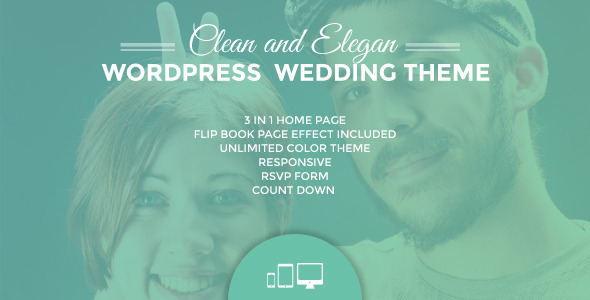 Clean and Elegan
WORDPRESS WEDDING THEME
3 IN 1 HOME PAGE
FLIP BOOK PAGE EFFECT INCLUDED
UNLIMITED COLOR THEME
RESPONSIVE
RSVP FORM
COUNT DOWN